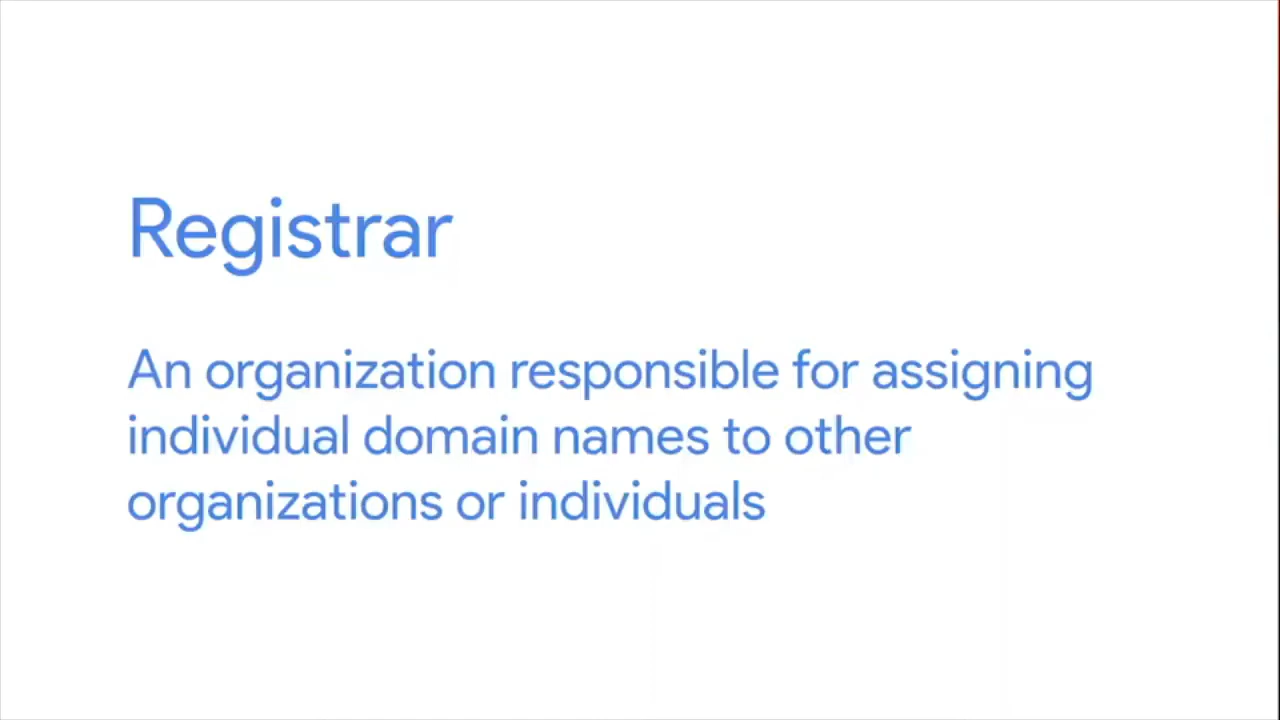 Registrar
An organization responsible for assigning
individual domain names to other
organizations or individuals